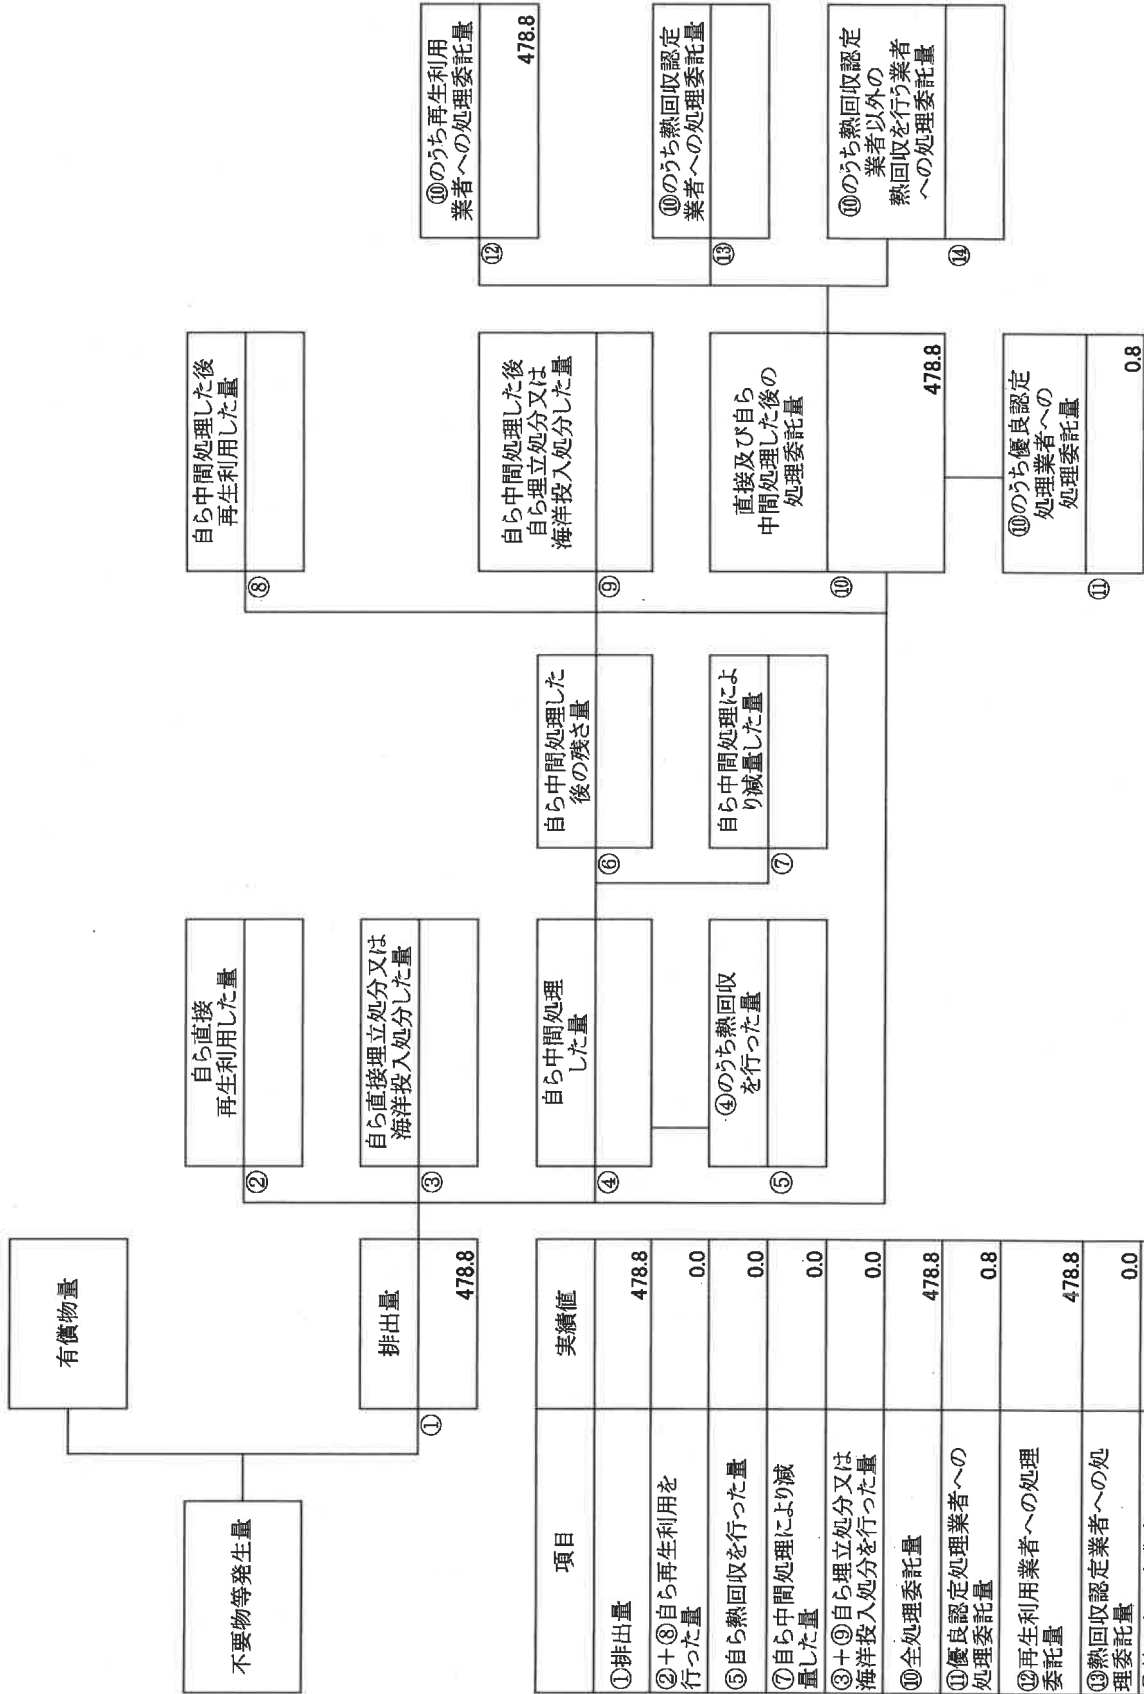 不要物等発生量
有償物量
排出量
①
478.8
②
自ら直接
再生利用した量
③
自ら直接埋立処分又は
海洋投入処分した量
④
自ら中間処理
した量
⑤
④のうち熱回収
を行った量
⑥
自ら中間処理した
後の残さ量
⑦
自ら中間処理によ
り減量した量
⑧
自ら中間処理した後
再生利用した量
⑨
自ら中間処理した後
自ら埋立処分又は
海洋投入処分した量
⑩
直接及び自ら
中間処理した後の
処理委託量
478.8
⑪
⑩のうち優良認定
処理業者への
処理委託量
0.8
⑫
⑩のうち再生利用
業者への処理委託量
478.8
⑬
⑩のうち熱回収認定
業者への処理委託量
⑭
⑩のうち熱回収認定
業者以外の
熱回収を行う業者
への処理委託量
項目 実績値
①排出量 478.8
②+⑧自ら再生利用を
行った量 0.0
⑤自ら熱回収を行った量 0.0
⑦自ら中間処理により減
量した量 0.0
③+⑨自ら埋立処分又は
海洋投入処分を行った量 0.0
⑩全処理委託量 478.8
⑪優良認定処理業者への
処理委託量 0.8
⑫再生利用業者への処理
委託量 478.8
⑬熱回収認定業者への処
理委託量 0.0